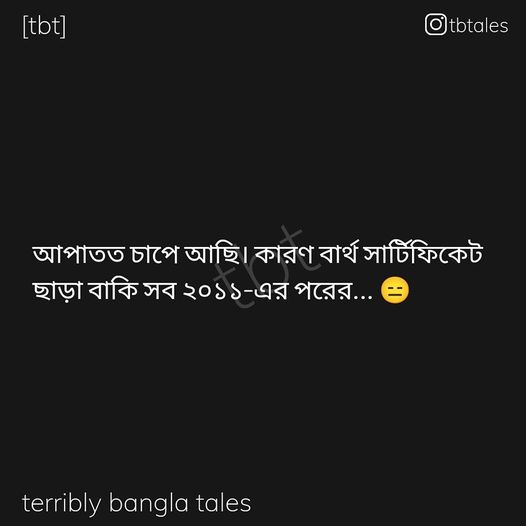 [tbt]
tbtales
আপাতত চাপে আছি। কারণ বার্থ সার্টিফিকেট
ছাড়া বাকি সব ২০১১-এর পরের... 😑
tbt
terribly bangla tales